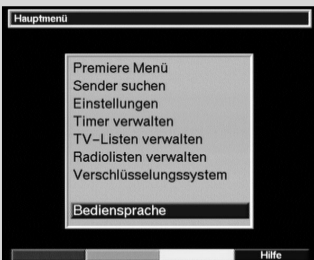 Hauptmenü
Premiere Menü
Sender suchen
Einstellungen
Timer verwalten
TV-Listen verwalten
Radiolisten verwalten
Verschlüsselungssystem
Bediensprache
Hilfe